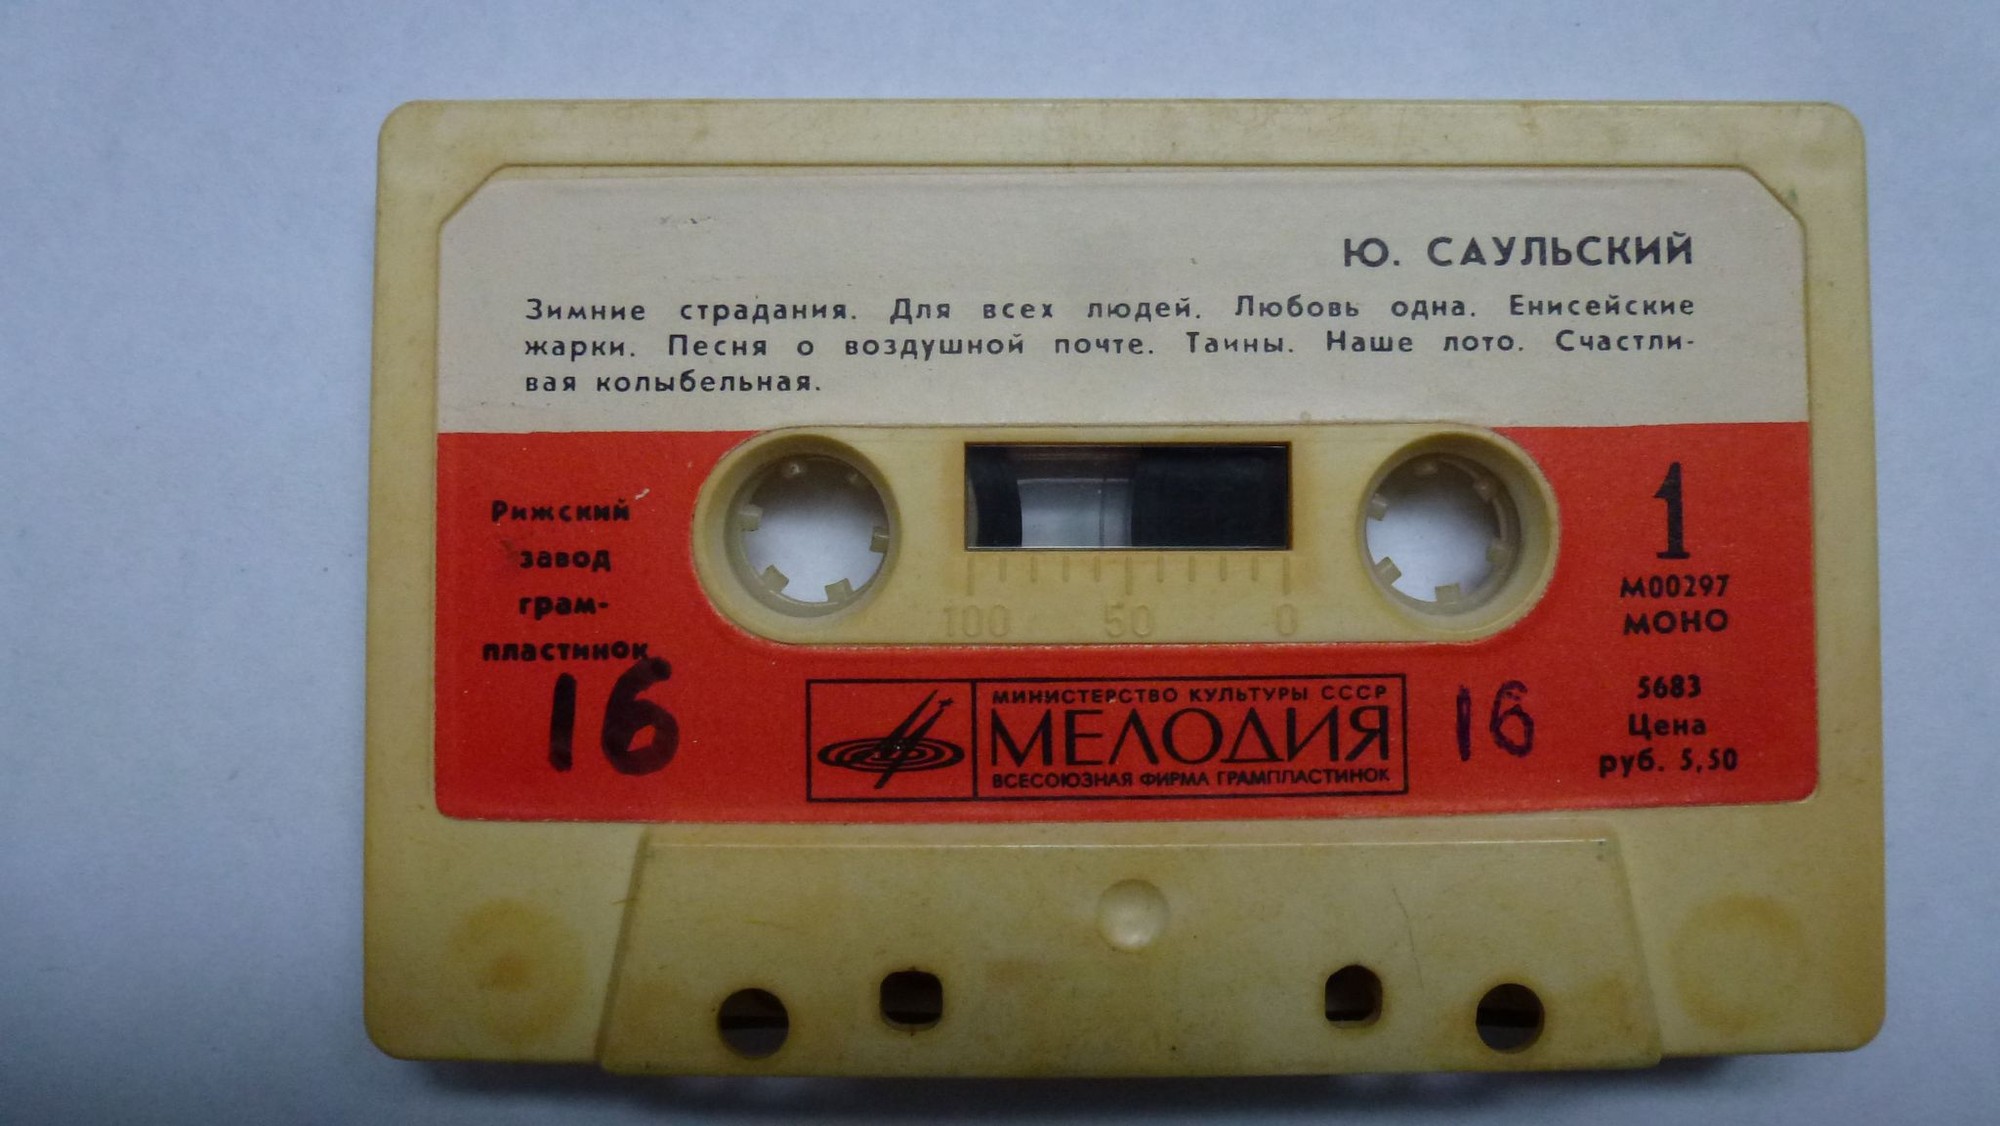 Ю. САУЛЬСКИЙ
Зимние страдания. Для всех людей. Любовь одна. Енисейские
жарки. Песня о воздушной почте. Таины. Наше лото. Счастли-
вая колыбельная.
Рижский
завод
грам-
пластинок
16
100 50 0
1
М00297
МОНО
5683
Цена
руб. 5,50
16
МИНИСТЕРСТВО КУЛЬТУРЫ СССР
МЕЛОДИЯ
ВСЕСОЮЗНАЯ ФИРМА ГРАМПЛАСТИНОК